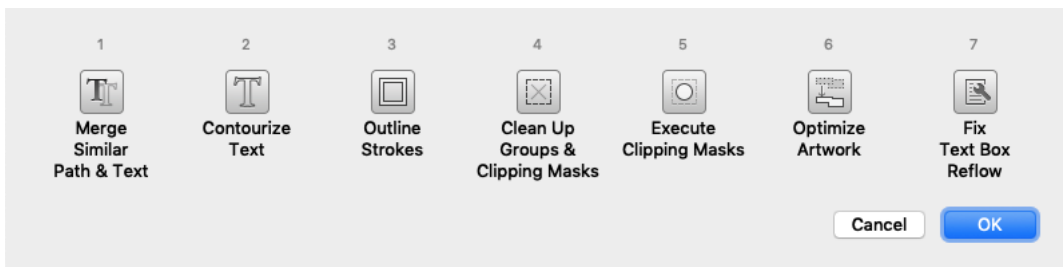 1 2 3 4 5 6 7
Merge
Similar
Path & Text
Contourize
Text
Outline
Strokes
Clean Up
Groups &
Clipping Masks
Execute
Clipping Masks
Optimize
Artwork
Fix
Text Box
Reflow
Cancel OK